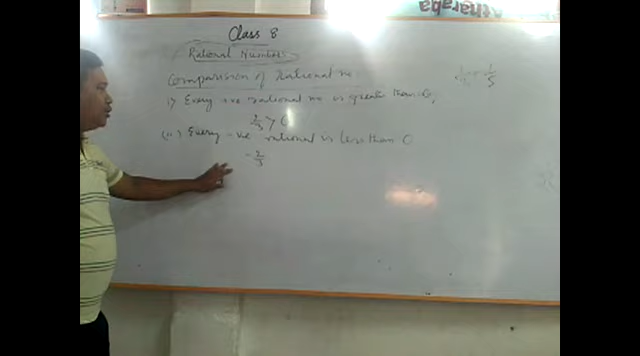 Class 8
Rational Numbers
Comparision of Rational no
i) Every +ve rational no is greater than 0,
2/3 > 0
(ii) Every -ve rational is less than 0
-2/3